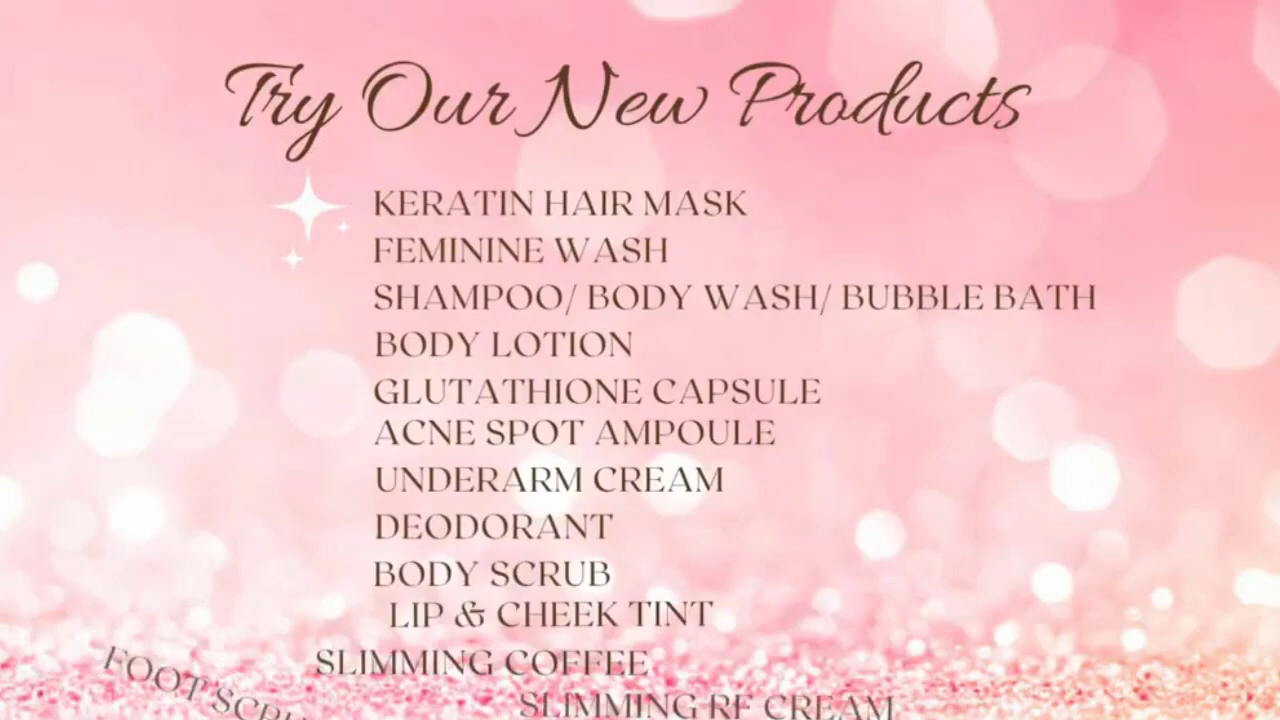 Try Our New Products
KERATIN HAIR MASK
FEMININE WASH
SHAMPOO/ BODY WASH/ BUBBLE BATH
BODY LOTION
GLUTATHIONE CAPSULE
ACNE SPOT AMPOULE
UNDERARM CREAM
DEODORANT
BODY SCRUB
LIP & CHEEK TINT
SLIMMING COFFEE
FOOT
SLIMMING RF CREAM